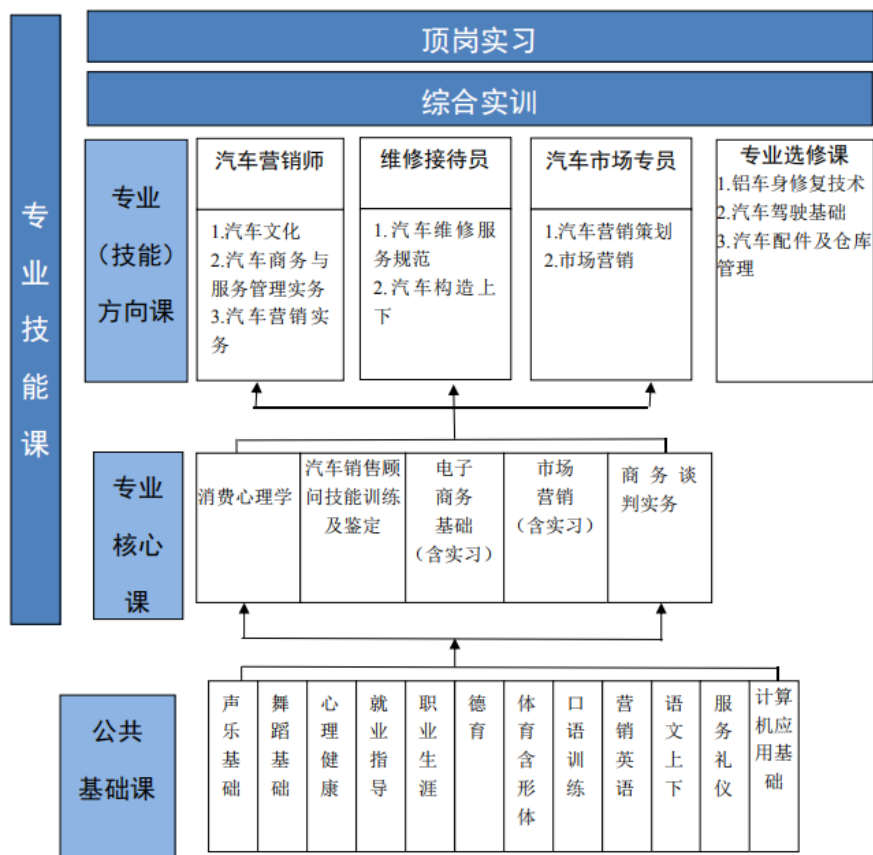 顶岗实习
综合实训
专业技能课
专业
（技能）
方向课
汽车营销师
1.汽车文化
2.汽车商务与
服务管理实务
3.汽车营销实
务
维修接待员
1.汽车维修服
务规范
2.汽车构造上
下
汽车市场专员
1.汽车营销策划
2.市场营销
专业选修课
1.铝车身修复技术
2.汽车驾驶基础
3.汽车配件及仓库
管理
专业
核心
课
消费心理学
汽车销售顾
问技能训练
及鉴定
电子
商务
基础
（含实习）
市场
营销
（含实习）
商务谈
判实务
公共
基础课
声乐基础
舞蹈基础
心理健康
就业指导
职业生涯
德育
体育含形体
口语训练
营销英语
语文上下
服务礼仪
计算
机应
用基
础